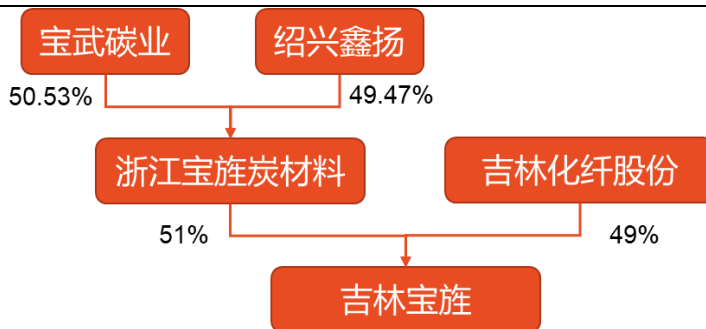 宝武碳业
绍兴鑫扬
50.53%
49.47%
浙江宝旌炭材料
吉林化纤股份
51%
49%
吉林宝旌